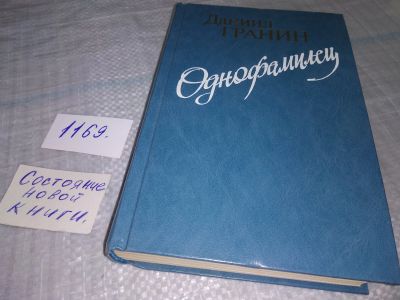 Даниил
ГРАНИН
Однофамилец
1169.
Состояние
новой
книги.